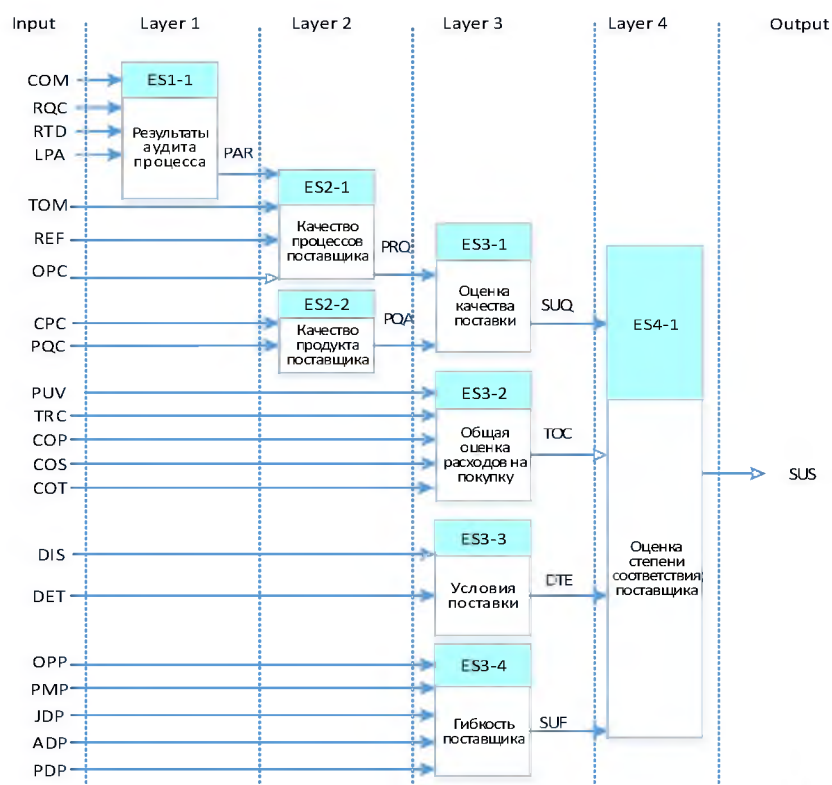 Input Layer 1 Layer 2 Layer 3 Layer 4 Output
COM
RQC
RTD
LPA
ES1-1
Результаты
аудита
процесса
PAR
TOM
REF
OPC
ES2-1
Качество
процессов
поставщика
PRQ
CPC
PQC
ES2-2
Качество
продукта
поставщика
PQA
ES3-1
Оценка
качества
поставки
SUQ
PUV
TRC
COP
COS
COT
ES3-2
Общая
оценка
расходов на
покупку
TOC
DIS
DET
ES3-3
Условия
поставки
DTE
OPP
PMP
JDP
ADP
PDP
ES3-4
Гибкость
поставщика
SUF
ES4-1
Оценка
степени
соответствия
поставщика
SUS